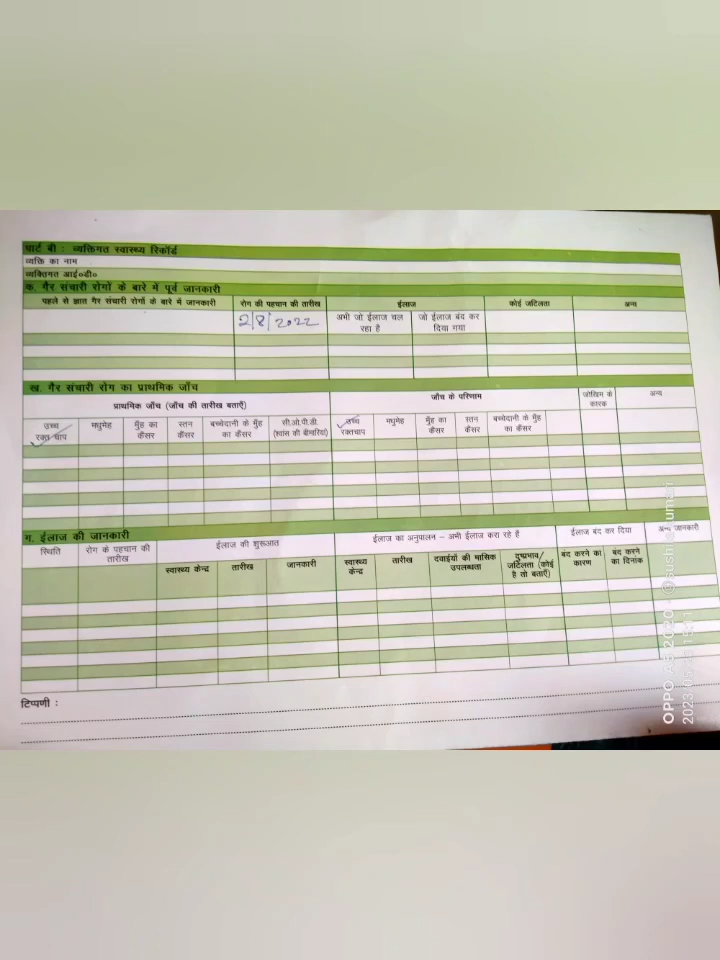 पार्ट बी : व्यक्तिगत स्वास्थ्य रिकॉर्ड
व्यक्ति का नाम
व्यक्तिगत आई०डी०
क. गैर संचारी रोगों के बारे में पूर्व जानकारी
पहले से ज्ञात गैर संचारी रोगों के बारे में जानकारी रोग की पहचान की तारीख ईलाज कोई जटिलता अन्य
2/8/2022 अभी जो ईलाज चल रहा है जो ईलाज बंद कर दिया गया
ख. गैर संचारी रोग का प्राथमिक जाँच
प्राथमिक जाँच (जाँच की तारीख बताएँ) जाँच के परिणाम जोखिम के कारक अन्य
उच्च रक्त चाप मधुमेह मुँह का कैंसर स्तन कैंसर बच्चेदानी के मुँह का कैंसर सी.ओ.पी.डी. (श्वांस की बीमारियां) उच्च रक्तचाप मधुमेह मुँह का कैंसर स्तन कैंसर बच्चेदानी के मुँह का कैंसर
ग. ईलाज की जानकारी
स्थिति रोग के पहचान की तारीख ईलाज की शुरूआत ईलाज का अनुपालन – अभी ईलाज करा रहे है ईलाज बंद कर दिया अन्य जानकारी
स्वास्थ्य केन्द्र तारीख जानकारी स्वास्थ्य केन्द्र तारीख दवाईयों की मासिक उपलब्धता दुष्प्रभाव/ जटिलता (कोई है तो बताएँ) बंद करने का कारण बंद करने का दिनांक
टिप्पणी :
OPPO